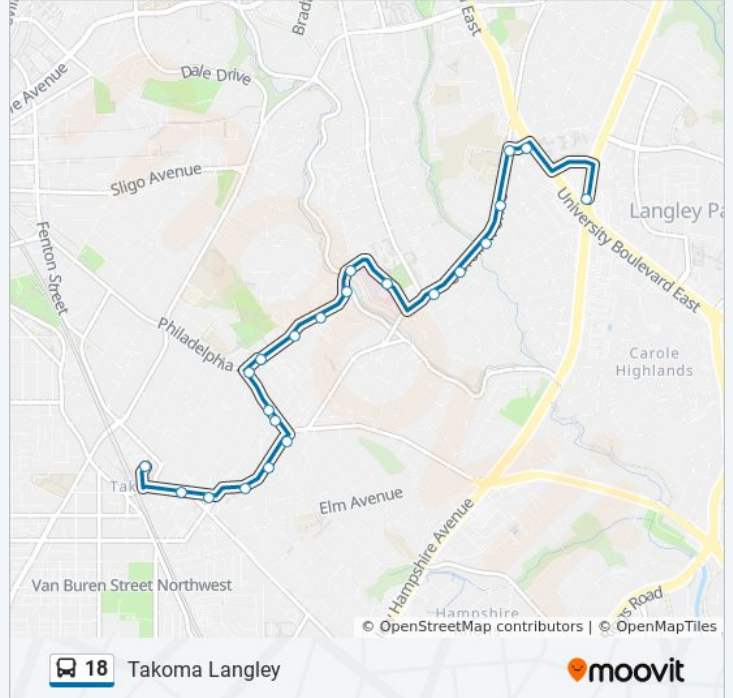 East
Dale Drive
Sligo Avenue
Fenton Street
Langley
University Boulevard East
Philadelphia
Carole
Highlands
Elm Avenue
Hampshire Avenue
Van Buren Street Northwest
Hampshire
Road
© OpenStreetMap contributors | © OpenMapTiles
18 Takoma Langley
moovit